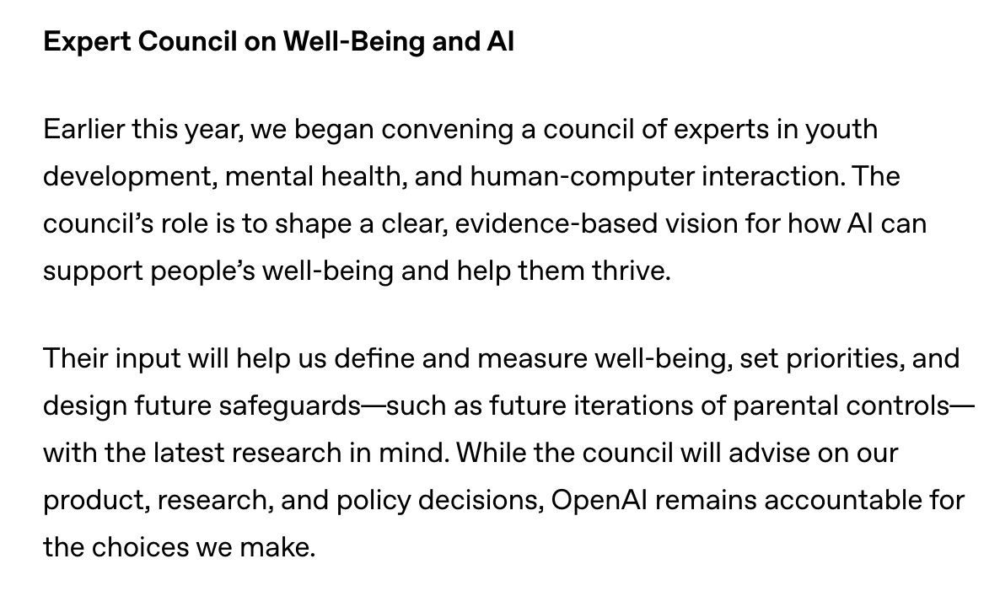 Expert Council on Well-Being and AI
Earlier this year, we began convening a council of experts in youth
development, mental health, and human-computer interaction. The
council’s role is to shape a clear, evidence-based vision for how AI can
support people’s well-being and help them thrive.
Their input will help us define and measure well-being, set priorities, and
design future safeguards—such as future iterations of parental controls—
with the latest research in mind. While the council will advise on our
product, research, and policy decisions, OpenAI remains accountable for
the choices we make.